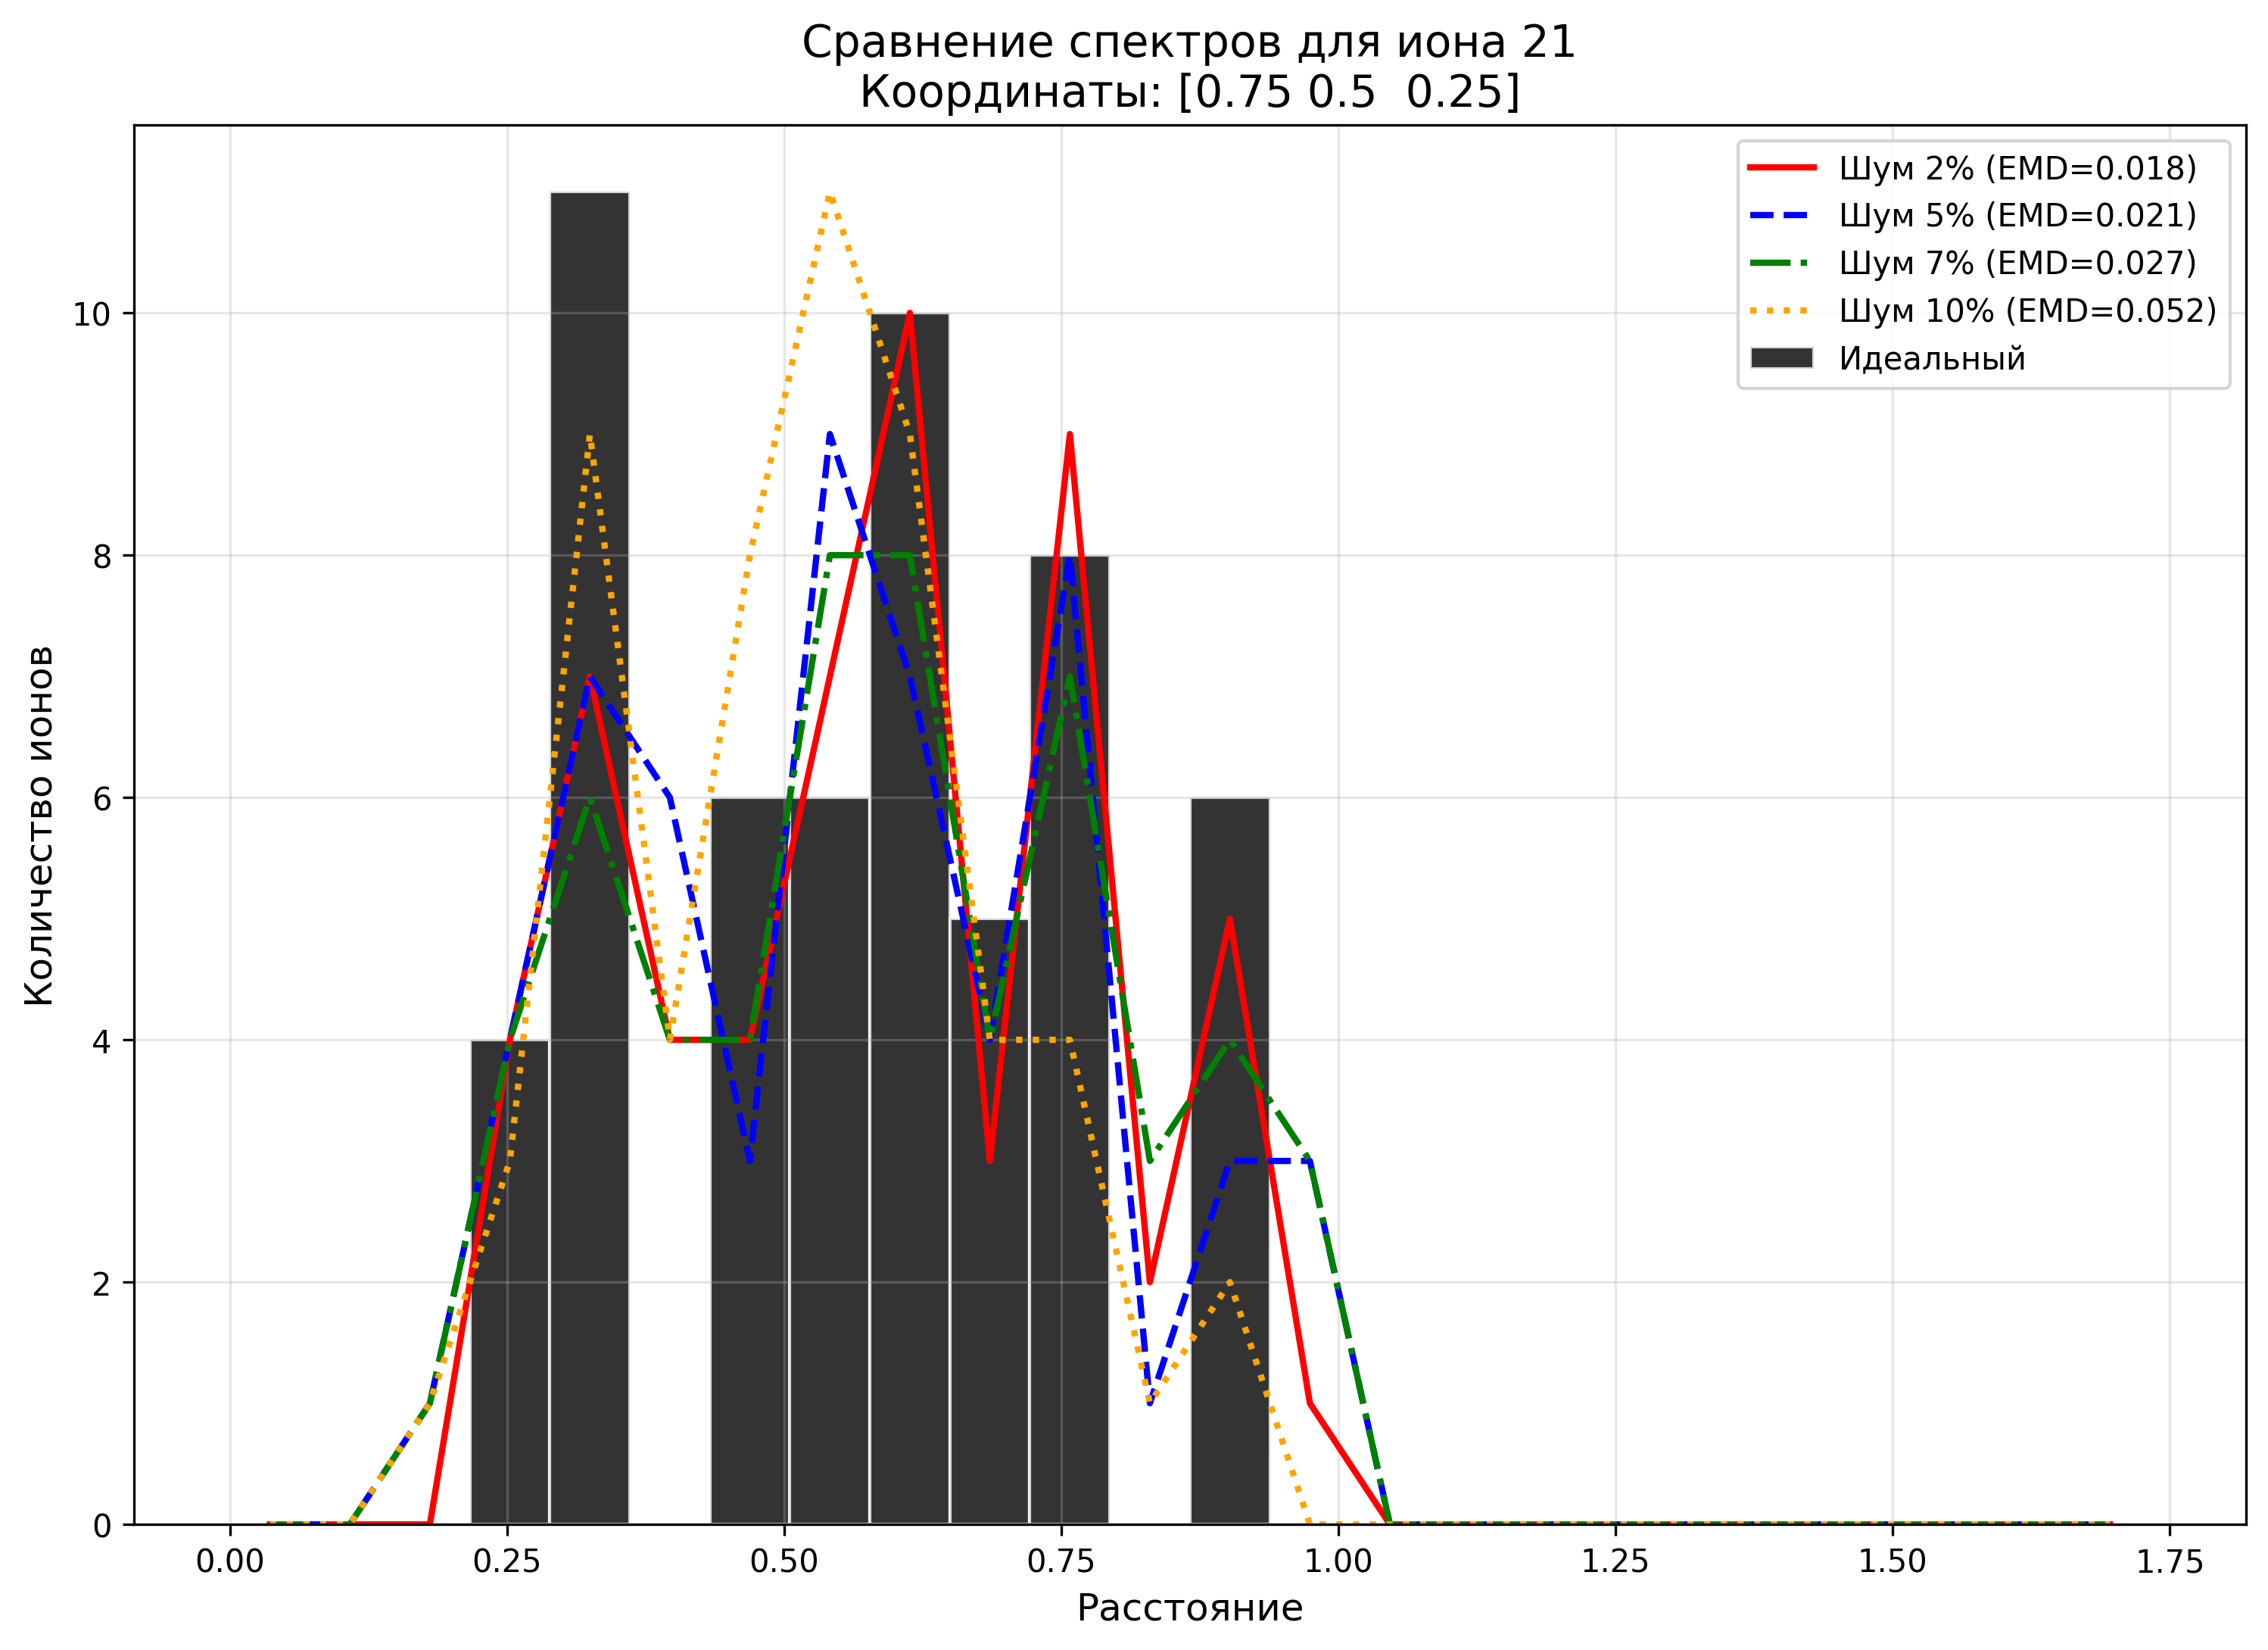 Сравнение спектров для иона 21
Координаты: [0.75 0.5  0.25]
Шум 2% (EMD=0.018)
Шум 5% (EMD=0.021)
Шум 7% (EMD=0.027)
Шум 10% (EMD=0.052)
Идеальный
Количество ионов
10
8
6
4
2
0
0.00 0.25 0.50 0.75 1.00 1.25 1.50 1.75
Расстояние